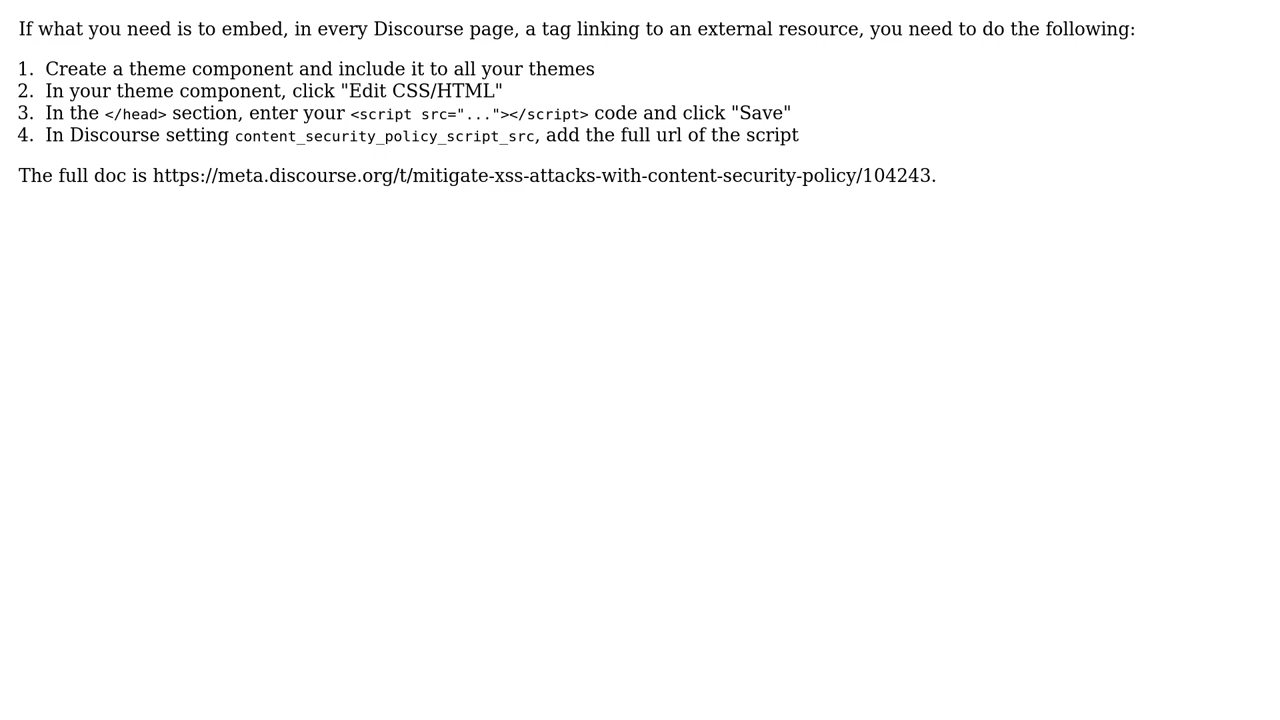 If what you need is to embed, in every Discourse page, a tag linking to an external resource, you need to do the following:
1. Create a theme component and include it to all your themes
2. In your theme component, click "Edit CSS/HTML"
3. In the </head> section, enter your <script src="..."></script> code and click "Save"
4. In Discourse setting content_security_policy_script_src, add the full url of the script
The full doc is https://meta.discourse.org/t/mitigate-xss-attacks-with-content-security-policy/104243.